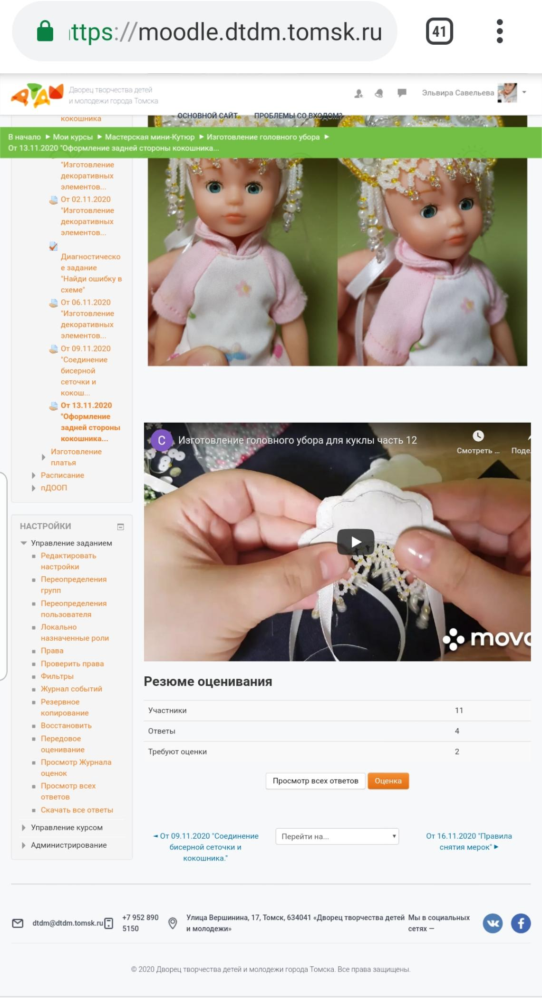 ttps://moodle.dtdm.tomsk.ru
41
Дворец творчества детей
и молодежи города Томска
Эльвира Савельева
ОСНОВНОЙ САЙТ ПРОБЛЕМЫ СО ВХОДОМ?
кокошника
В начало ► Мои курсы ► Мастерская мини-Кутюр ► Изготовление головного убора ►
От 13.11.2020 "Оформление задней стороны кокошника...
"Изготовление
декоративных
элементов...
От 02.11.2020
"Изготовление
декоративных
элементов...
Диагностическо
е задание
"Найди ошибку в
схеме"
От 06.11.2020
"Изготовление
декоративных
элементов...
От 09.11.2020
"Соединение
бисерной
сеточки и
кокош...
От 13.11.2020
"Оформление
задней стороны
кокошника...
Изготовление
платья
Расписание
пДООП
НАСТРОЙКИ
Управление заданием
Редактировать
настройки
Переопределения
групп
Переопределения
пользователя
Локально
назначенные роли
Права
Проверить права
Фильтры
Журнал событий
Резервное
копирование
Восстановить
Передовое
оценивание
Просмотр Журнала
оценок
Просмотр всех
ответов
Скачать все ответы
Управление курсом
Администрирование
С Изготовление головного убора для куклы часть 12
Смотреть ... Поде
mova
Резюме оценивания
Участники 11
Ответы 4
Требуют оценки 2
Просмотр всех ответов Оценка
◄ От 09.11.2020 "Соединение
бисерной сеточки и
кокошника."
Перейти на...
От 16.11.2020 "Правила
снятия мерок" ►
dtdm@dtdm.tomsk.ru
+7 952 890
5150
Улица Вершинина, 17, Томск, 634041 «Дворец творчества детей
и молодежи»
Мы в социальных
сетях —
© 2020 Дворец творчества детей и молодежи города Томска. Все права защищены.